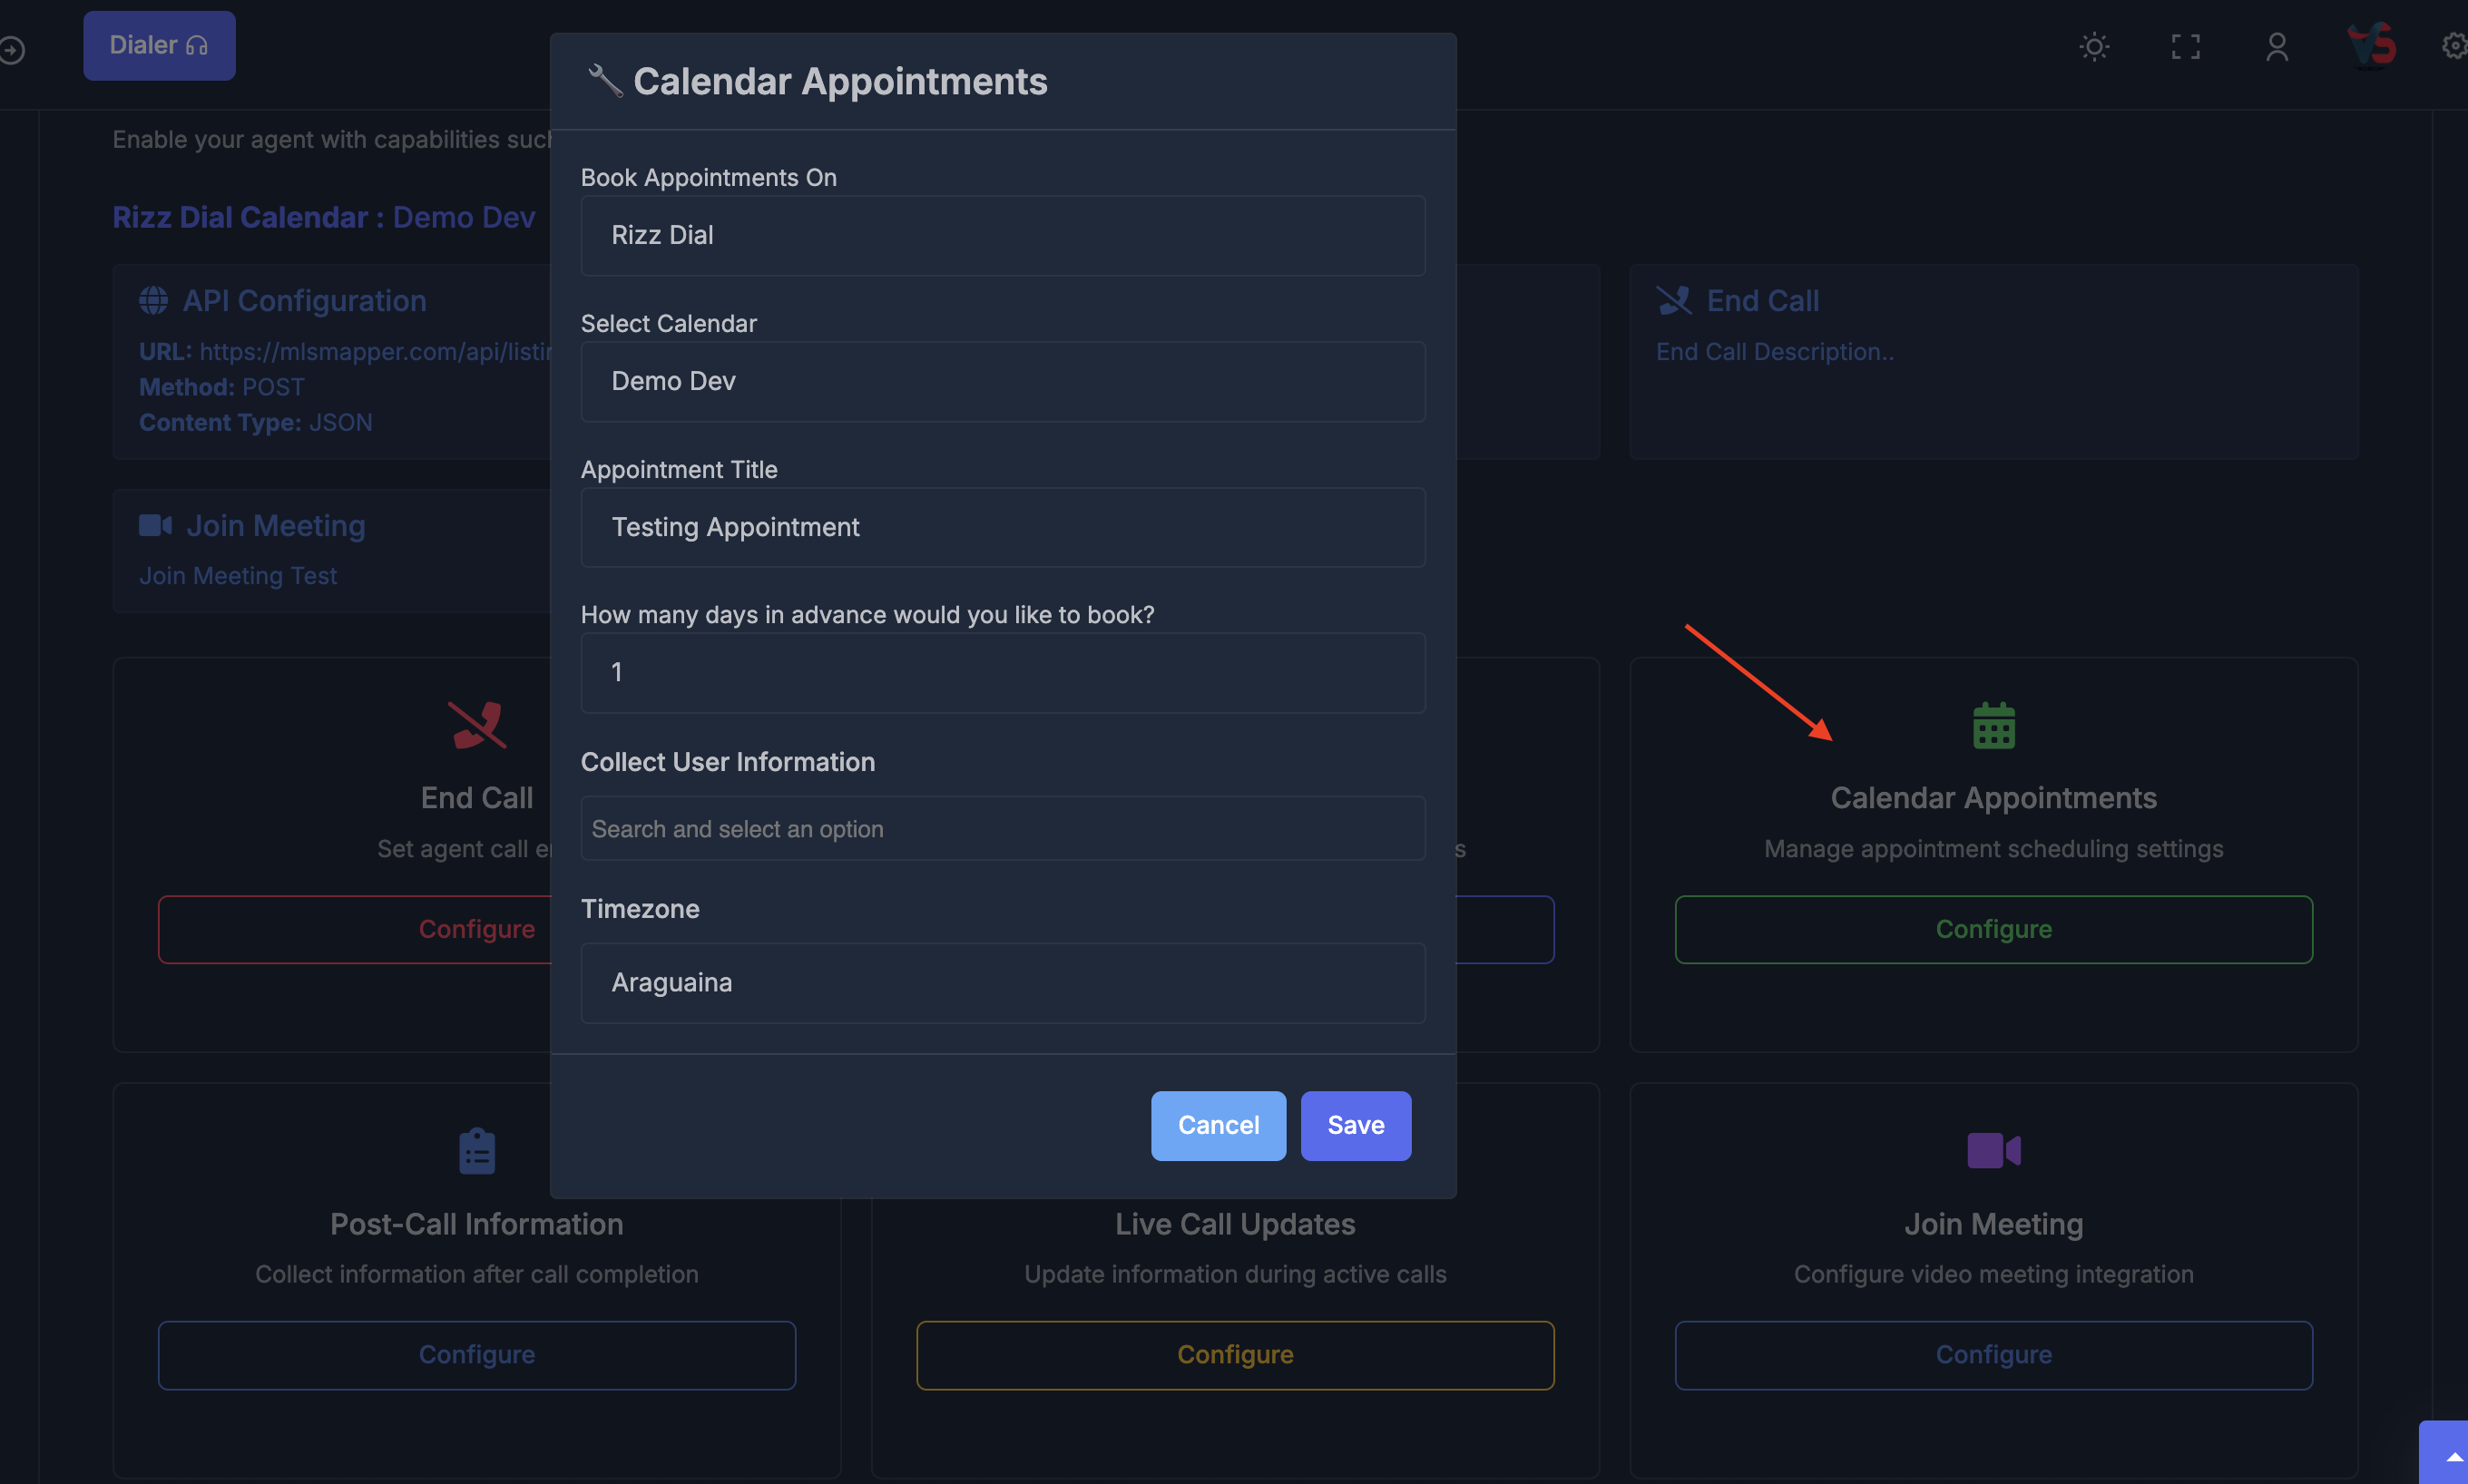 Dialer
VS
Enable your agent with capabilities such
Rizz Dial Calendar : Demo Dev
API Configuration
URL: https://mlsmapper.com/api/listin
Method: POST
Content Type: JSON
End Call
End Call Description..
Join Meeting
Join Meeting Test
Calendar Appointments
Book Appointments On
Rizz Dial
Select Calendar
Demo Dev
Appointment Title
Testing Appointment
How many days in advance would you like to book?
1
Collect User Information
Search and select an option
Timezone
Araguaina
Cancel
Save
End Call
Set agent call
Configure
s
Calendar Appointments
Manage appointment scheduling settings
Configure
Post-Call Information
Collect information after call completion
Configure
Live Call Updates
Update information during active calls
Configure
Join Meeting
Configure video meeting integration
Configure